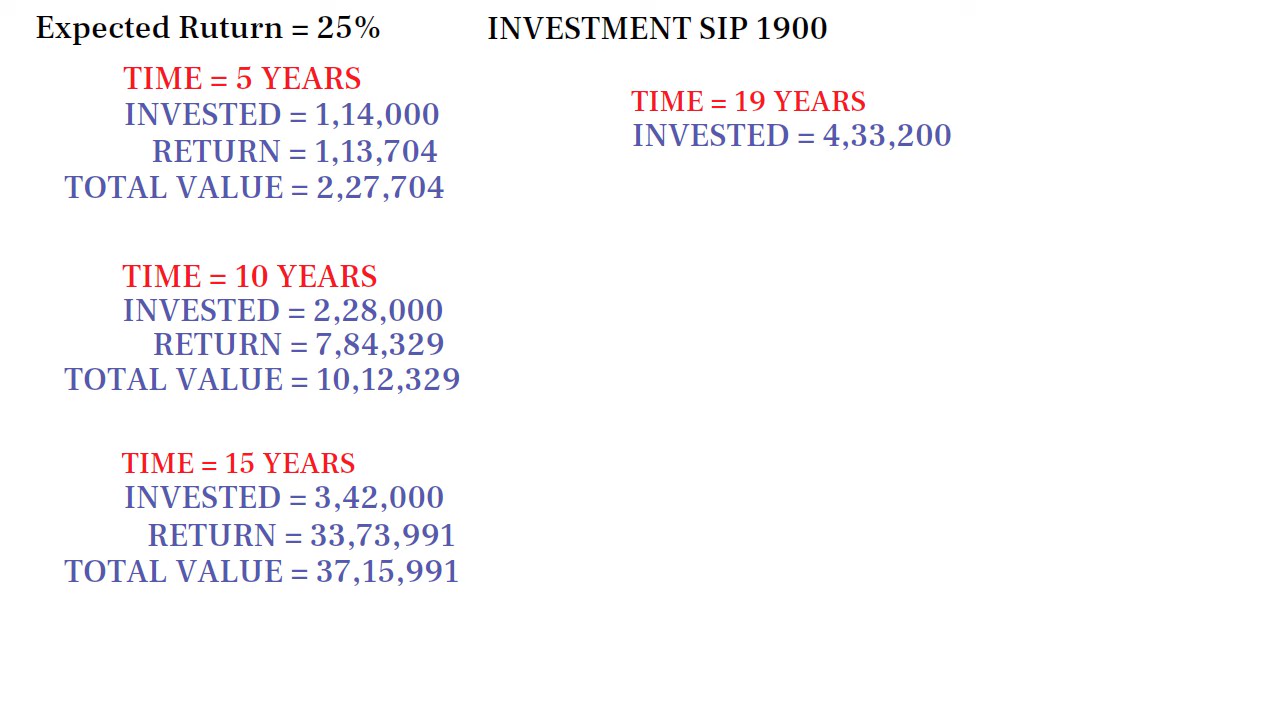 Expected Ruturn = 25%
INVESTMENT SIP 1900
TIME = 5 YEARS
INVESTED = 1,14,000
RETURN = 1,13,704
TOTAL VALUE = 2,27,704
TIME = 10 YEARS
INVESTED = 2,28,000
RETURN = 7,84,329
TOTAL VALUE = 10,12,329
TIME = 15 YEARS
INVESTED = 3,42,000
RETURN = 33,73,991
TOTAL VALUE = 37,15,991
TIME = 19 YEARS
INVESTED = 4,33,200